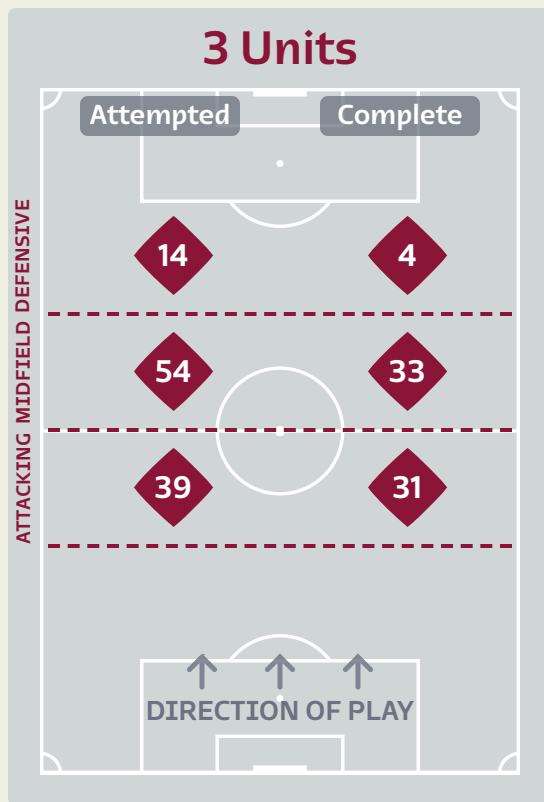 3 Units
Attempted Complete
ATTACKING MIDFIELD DEFENSIVE
14 4
54 33
39 31
DIRECTION OF PLAY